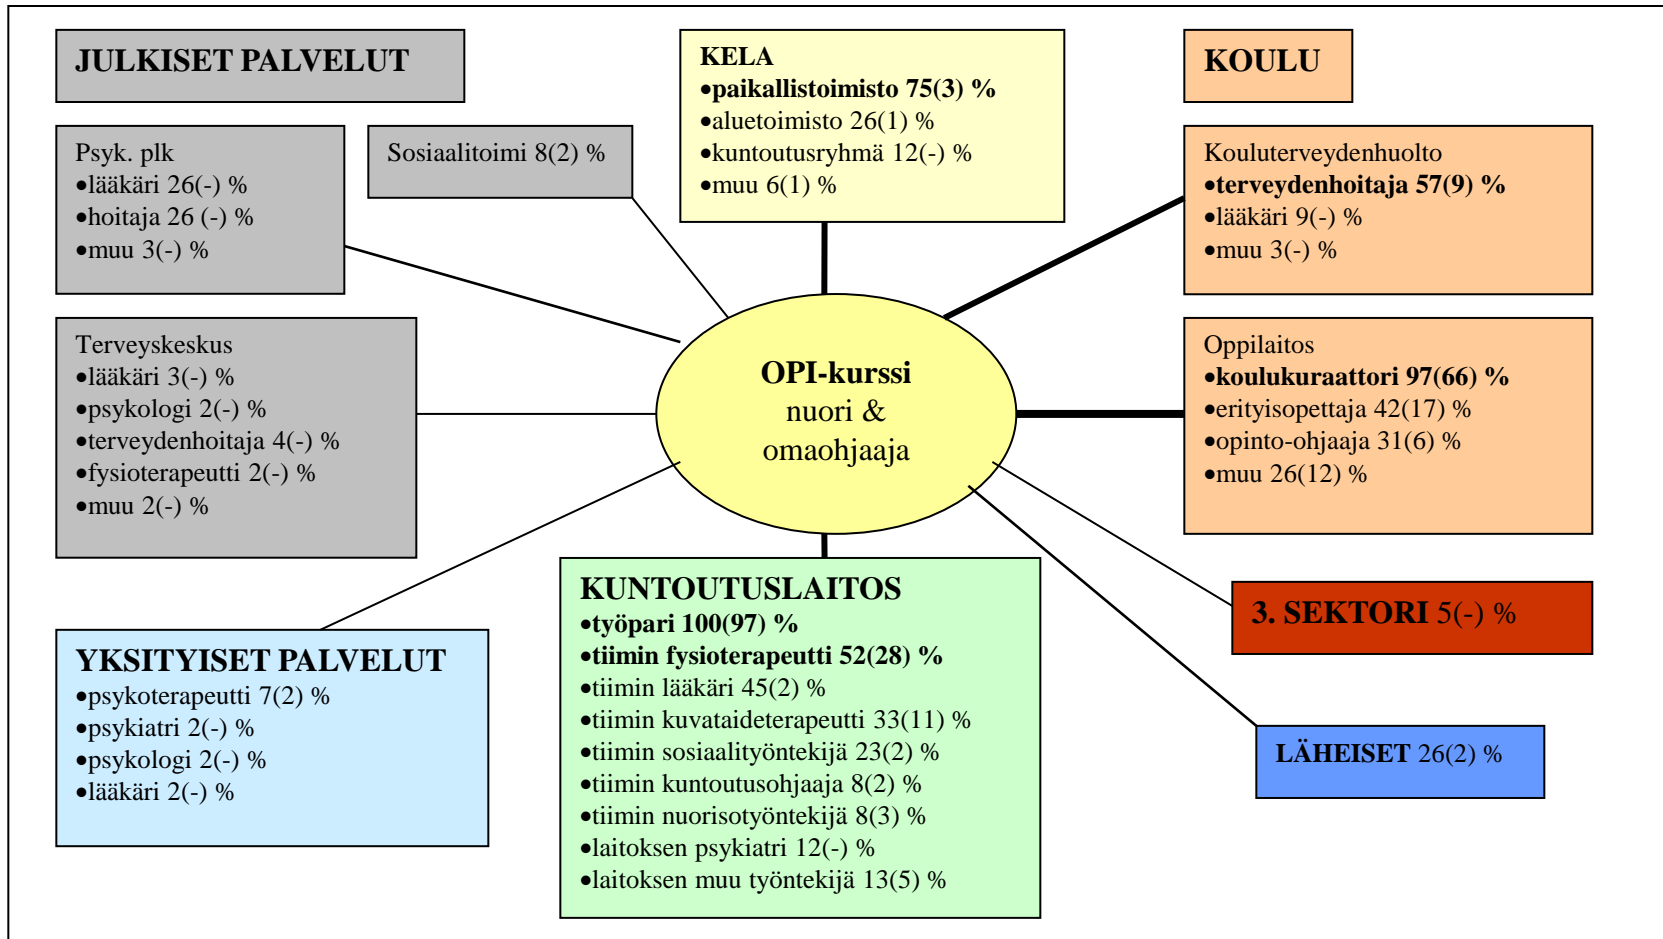 JULKISET PALVELUT
Psyk. plk
•lääkäri 26(-) %
•hoitaja 26 (-) %
•muu 3(-) %
Sosiaalitoimi 8(2) %
Terveyskeskus
•lääkäri 3(-) %
•psykologi 2(-) %
•terveydenhoitaja 4(-) %
•fysioterapeutti 2(-) %
•muu 2(-) %
KELA
•paikallistoimisto 75(3) %
•aluetoimisto 26(1) %
•kuntoutusryhmä 12(-) %
•muu 6(1) %
KOULU
Kouluterveydenhuolto
•terveydenhoitaja 57(9) %
•lääkäri 9(-) %
•muu 3(-) %
Oppilaitos
•koulukuraattori 97(66) %
•erityisopettaja 42(17) %
•opinto-ohjaaja 31(6) %
•muu 26(12) %
OPI-kurssi
nuori &
omaohjaaja
YKSITYISET PALVELUT
•psykoterapeutti 7(2) %
•psykiatri 2(-) %
•psykologi 2(-) %
•lääkäri 2(-) %
KUNTOUTUSLAITOS
•työpari 100(97) %
•tiimin fysioterapeutti 52(28) %
•tiimin lääkäri 45(2) %
•tiimin kuvataideterapeutti 33(11) %
•tiimin sosiaalityöntekijä 23(2) %
•tiimin kuntoutusohjaaja 8(2) %
•tiimin nuorisotyöntekijä 8(3) %
•laitoksen psykiatri 12(-) %
•laitoksen muu työntekijä 13(5) %
3. SEKTORI 5(-) %
LÄHEISET 26(2) %